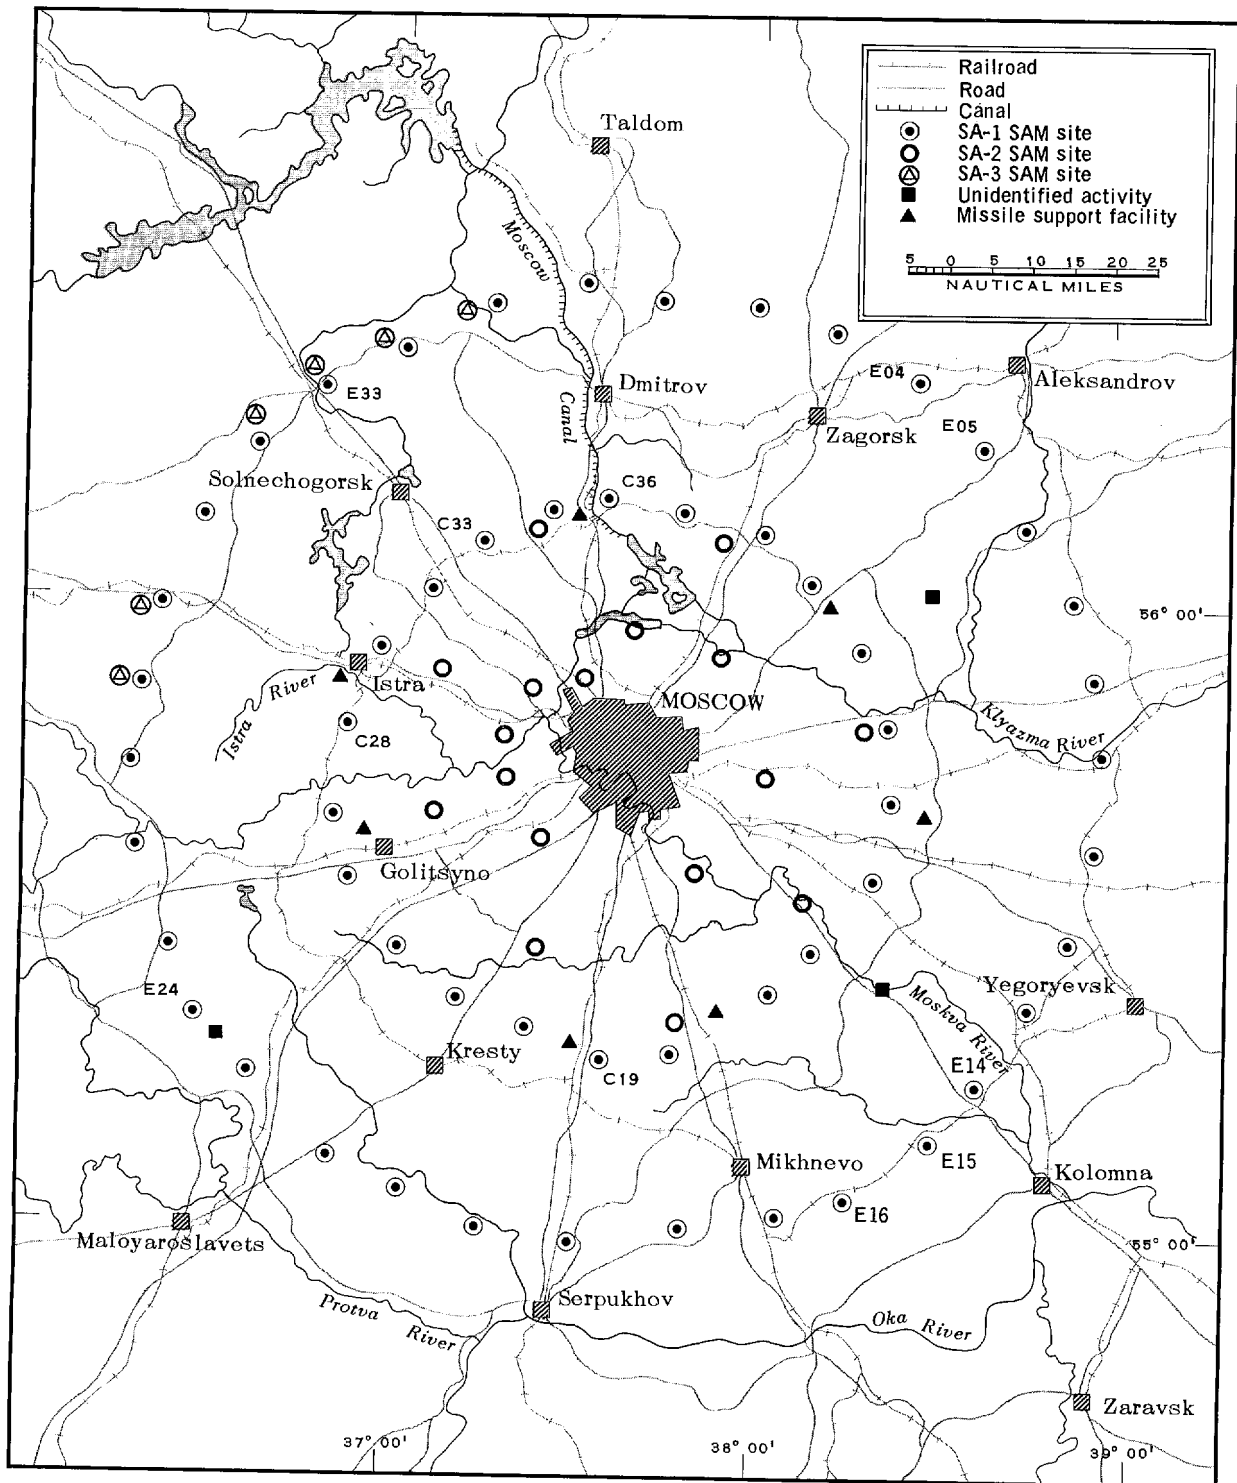 Railroad
Road
Canal
SA-1 SAM site
SA-2 SAM site
SA-3 SAM site
Unidentified activity
Missile support facility
5 0 5 10 15 20 25
NAUTICAL MILES
Taldom
Moscow
Canal
E33
Dmitrov
E04
Aleksandrov
Zagorsk
E05
Solnechogorsk
C36
C33
56° 00'
Istra
Istra River
MOSCOW
C28
Klyazma River
Golitsyno
E24
Yegoryevsk
Moskva River
Kresty
C19
E14
Mikhnevo
E15
Kolomna
E16
Maloyaroslavets
55° 00'
Serpukhov
Protva River
Oka River
Zaravsk
37° 00'
38° 00'
39° 00'